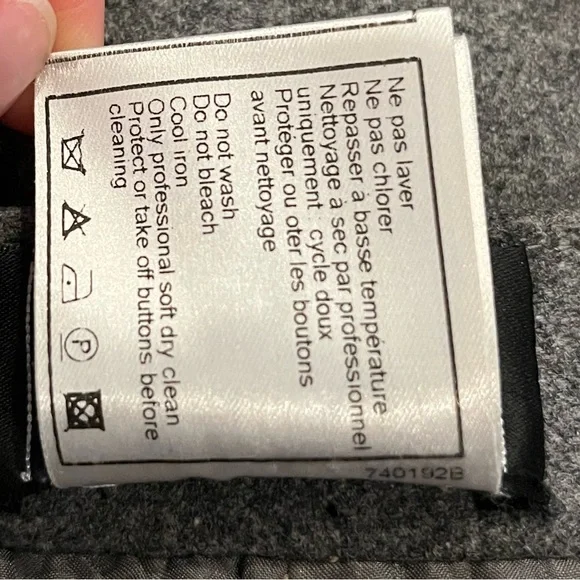 Ne pas laver
Ne pas chlorer
Repasser à basse température
Nettoyage à sec par professionnel
uniquement : cycle doux
Protéger ou oter les boutons
avant nettoyage
Do not wash
Do not bleach
Cool iron
Only professional soft dry clean
Protect or take off buttons before
cleaning
P
740192B